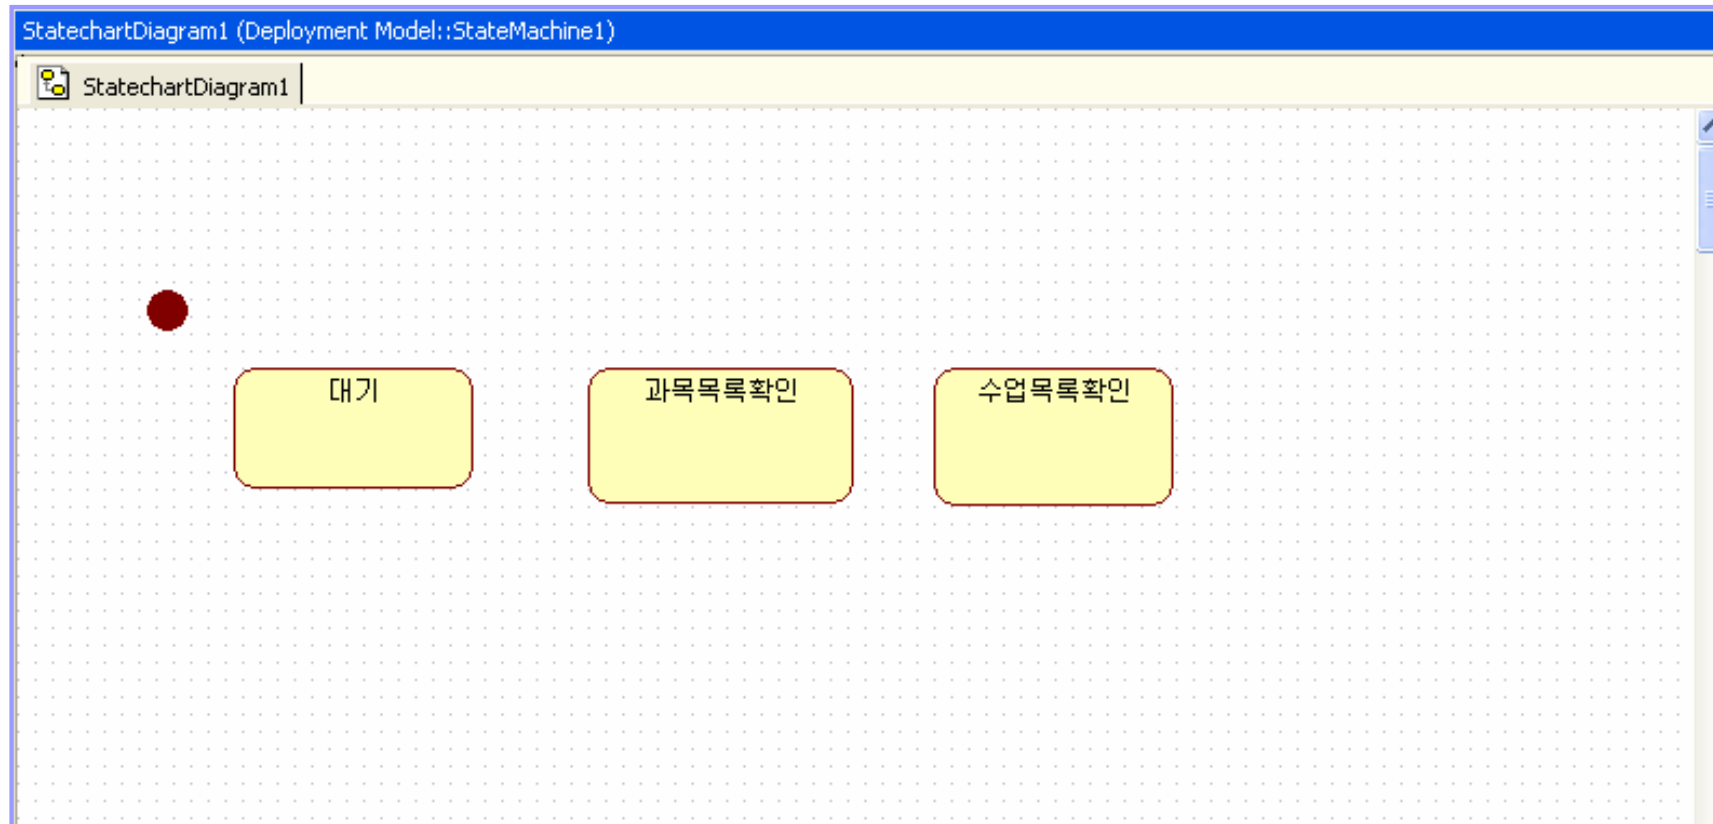 StatechartDiagram1 (Deployment Model::StateMachine1)
StatechartDiagram1
대기
과목목록확인
수업목록확인